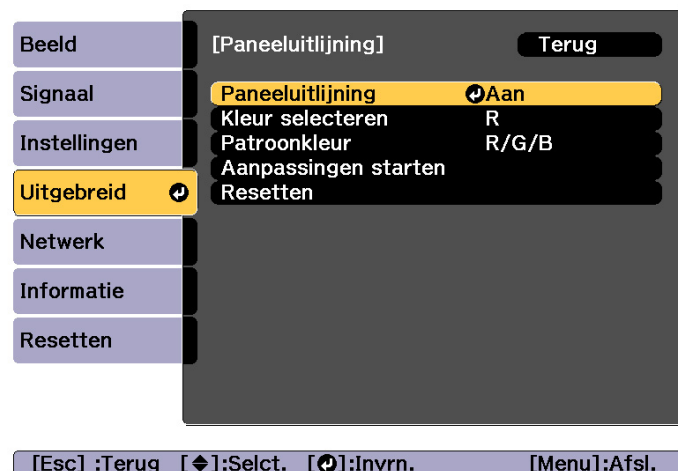 Beeld
Signaal
Instellingen
Uitgebreid
Netwerk
Informatie
Resetten
[Paneeluitlijning] Terug
Paneeluitlijning Aan
Kleur selecteren R
Patroonkleur R/G/B
Aanpassingen starten
Resetten
[Esc] :Terug [◆]:Selct. [⏎]:Invrn. [Menu]:Afsl.